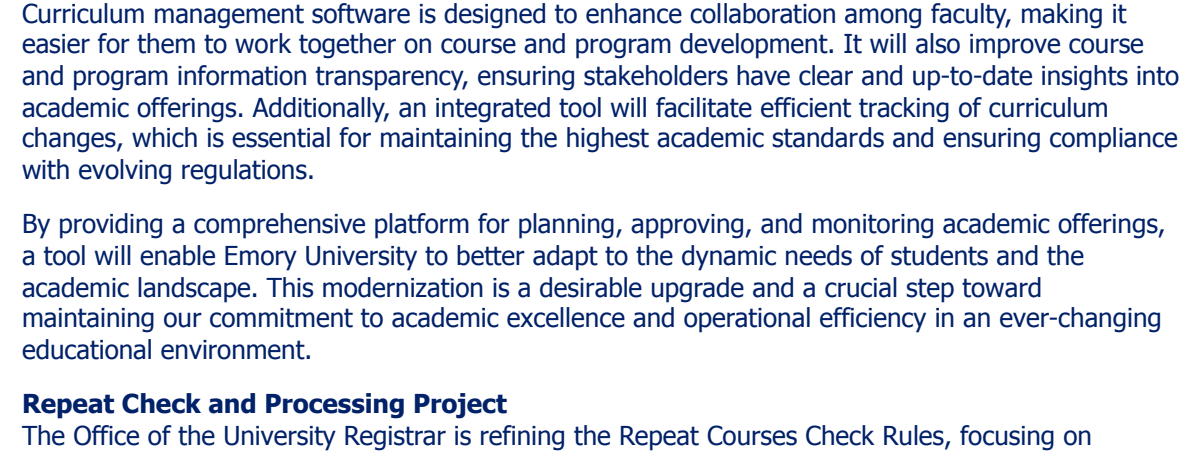 Curriculum management software is designed to enhance collaboration among faculty, making it
easier for them to work together on course and program development. It will also improve course
and program information transparency, ensuring stakeholders have clear and up-to-date insights into
academic offerings. Additionally, an integrated tool will facilitate efficient tracking of curriculum
changes, which is essential for maintaining the highest academic standards and ensuring compliance
with evolving regulations.
By providing a comprehensive platform for planning, approving, and monitoring academic offerings,
a tool will enable Emory University to better adapt to the dynamic needs of students and the
academic landscape. This modernization is a desirable upgrade and a crucial step toward
maintaining our commitment to academic excellence and operational efficiency in an ever-changing
educational environment.
Repeat Check and Processing Project
The Office of the University Registrar is refining the Repeat Courses Check Rules, focusing on